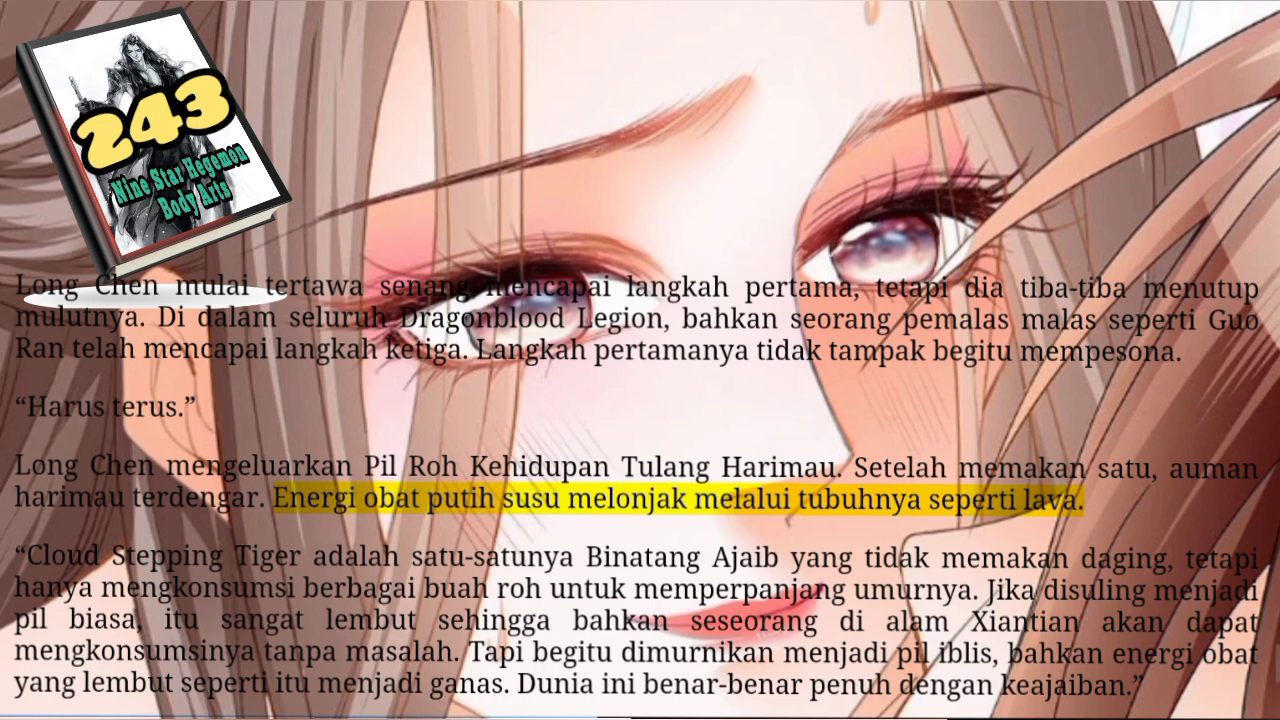 243
Nine Star Hegemon
Body Arts
Long Chen mulai tertawa senang mencapai langkah pertama, tetapi dia tiba-tiba menutup
mulutnya. Di dalam seluruh Dragonblood Legion, bahkan seorang pemalas malas seperti Guo
Ran telah mencapai langkah ketiga. Langkah pertamanya tidak tampak begitu mempesona.
“Harus terus.”
Long Chen mengeluarkan Pil Roh Kehidupan Tulang Harimau. Setelah memakan satu, auman
harimau terdengar. Energi obat putih susu melonjak melalui tubuhnya seperti lava.
“Cloud Stepping Tiger adalah satu-satunya Binatang Ajaib yang tidak memakan daging, tetapi
hanya mengkonsumsi berbagai buah roh untuk memperpanjang umurnya. Jika disuling menjadi
pil biasa, itu sangat lembut sehingga bahkan seseorang di alam Xiantian akan dapat
mengkonsumsinya tanpa masalah. Tapi begitu dimurnikan menjadi pil iblis, bahkan energi obat
yang lembut seperti itu menjadi ganas. Dunia ini benar-benar penuh dengan keajaiban.”